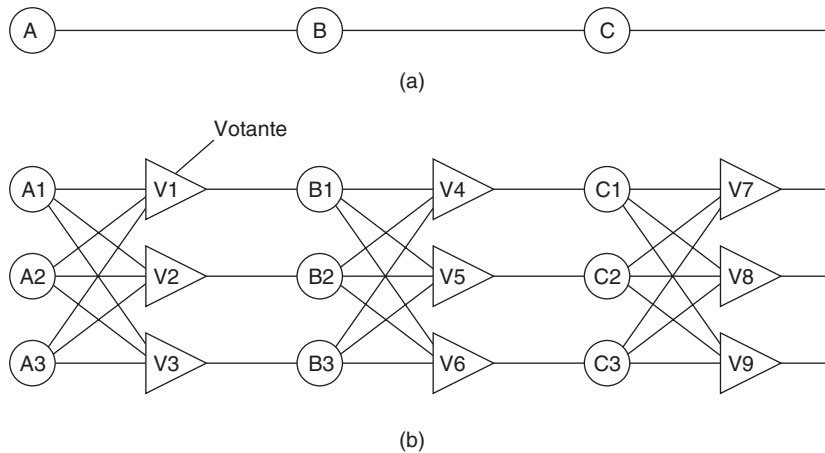 A B C
(a)
Votante
A1 V1 B1 V4 C1 V7
A2 V2 B2 V5 C2 V8
A3 V3 B3 V6 C3 V9
(b)